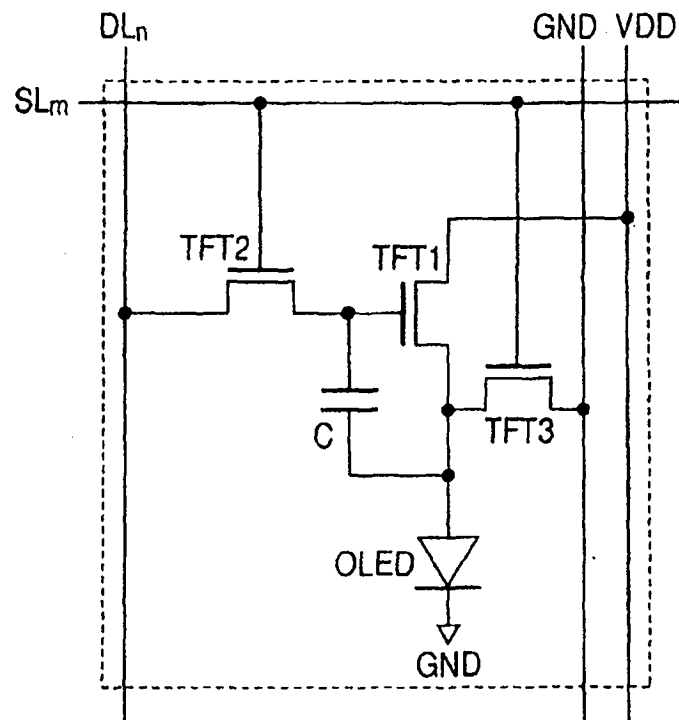 DLn GND VDD
SLm
TFT2
TFT1
C
TFT3
OLED
GND